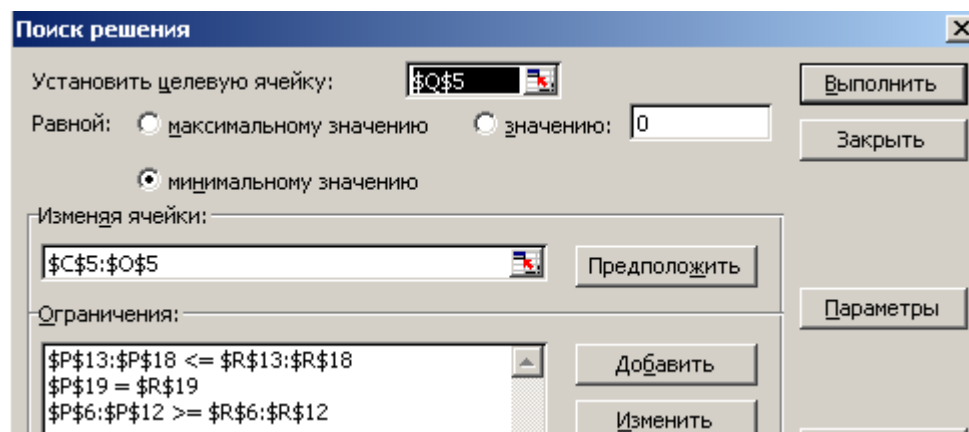 Поиск решения
Установить целевую ячейку: $Q$5 Выполнить
Равной: максимальному значению значению: 0 Закрыть
минимальному значению
Изменяя ячейки:
$C$5:$O$5 Предположить
Ограничения: Параметры
$P$13:$P$18 <= $R$13:$R$18 Добавить
$P$19 = $R$19
$P$6:$P$12 >= $R$6:$R$12 Изменить